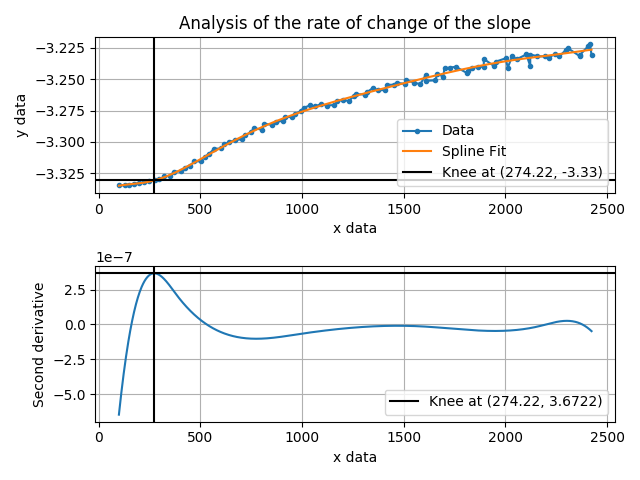 Analysis of the rate of change of the slope
−3.225
−3.250
−3.275
−3.300
−3.325
y data
Data
Spline Fit
Knee at (274.22, -3.33)
0
500
1000
1500
2000
2500
x data
1e−7
2.5
0.0
−2.5
−5.0
Second derivative
Knee at (274.22, 3.6722)
0
500
1000
1500
2000
2500
x data